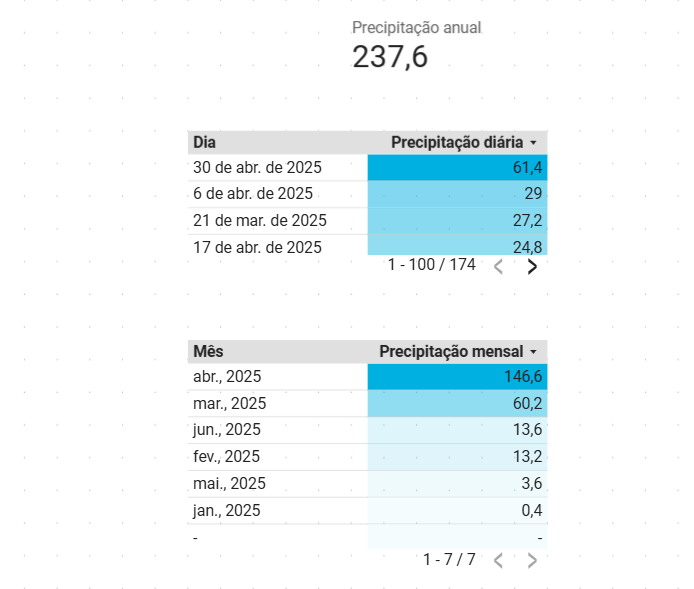 Precipitação anual
237,6
Dia Precipitação diária
30 de abr. de 2025 61,4
6 de abr. de 2025 29
21 de mar. de 2025 27,2
17 de abr. de 2025 24,8
1 - 100 / 174
Mês Precipitação mensal
abr., 2025 146,6
mar., 2025 60,2
jun., 2025 13,6
fev., 2025 13,2
mai., 2025 3,6
jan., 2025 0,4
- -
1 - 7 / 7